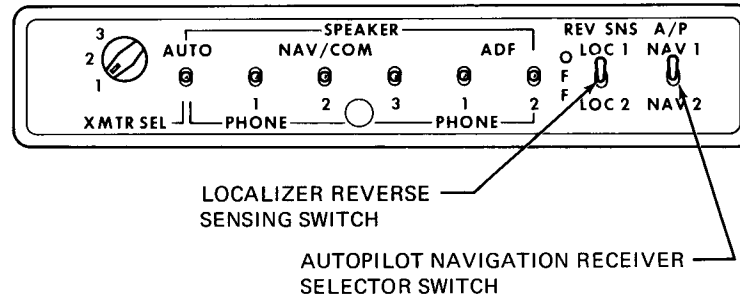 SPEAKER
REV SNS A/P
3
AUTO NAV/COM ADF
LOC 1 NAV 1
2
OFF
1
1 2 3 1 2
LOC 2 NAV 2
XMTR SEL PHONE PHONE
LOCALIZER REVERSE
SENSING SWITCH
AUTOPILOT NAVIGATION RECEIVER
SELECTOR SWITCH